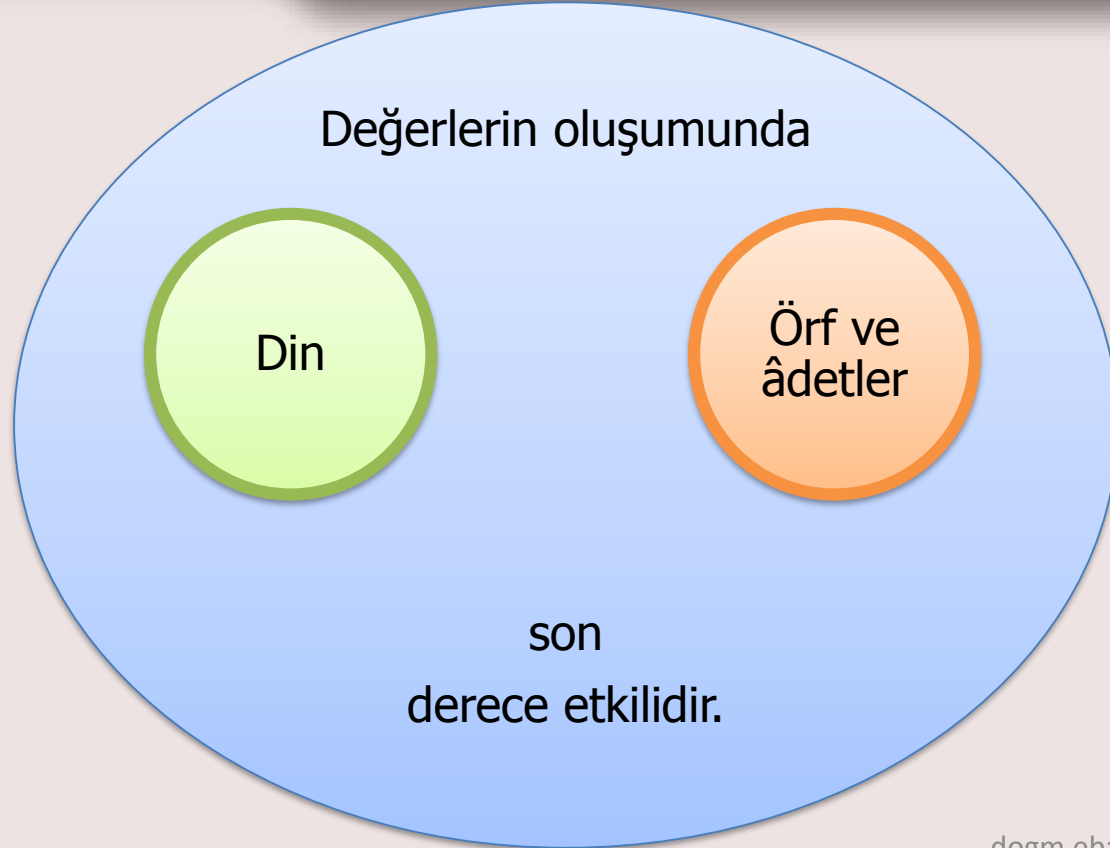 Değerlerin oluşumunda
Din
Örf ve
âdetler
son
derece etkilidir.